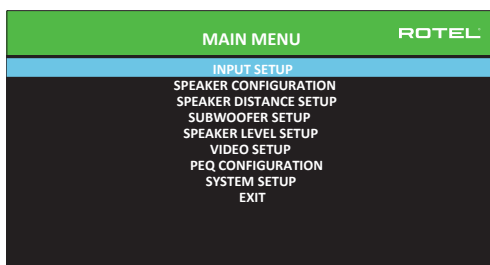 MAIN MENU
ROTEL
INPUT SETUP
SPEAKER CONFIGURATION
SPEAKER DISTANCE SETUP
SUBWOOFER SETUP
SPEAKER LEVEL SETUP
VIDEO SETUP
PEQ CONFIGURATION
SYSTEM SETUP
EXIT